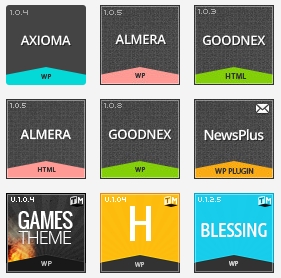 1.0.4
AXIOMA
WP
1.0.5
ALMERA
WP
1.0.3
GOODNEX
HTML
1.0.5
ALMERA
HTML
1.0.8
GOODNEX
WP
NewsPlus
WP PLUGIN
V.1.0.4
TM
GAMES
THEME
WP
V.1.04
TM
H
WP
V.1.2.5
TM
BLESSING
WP